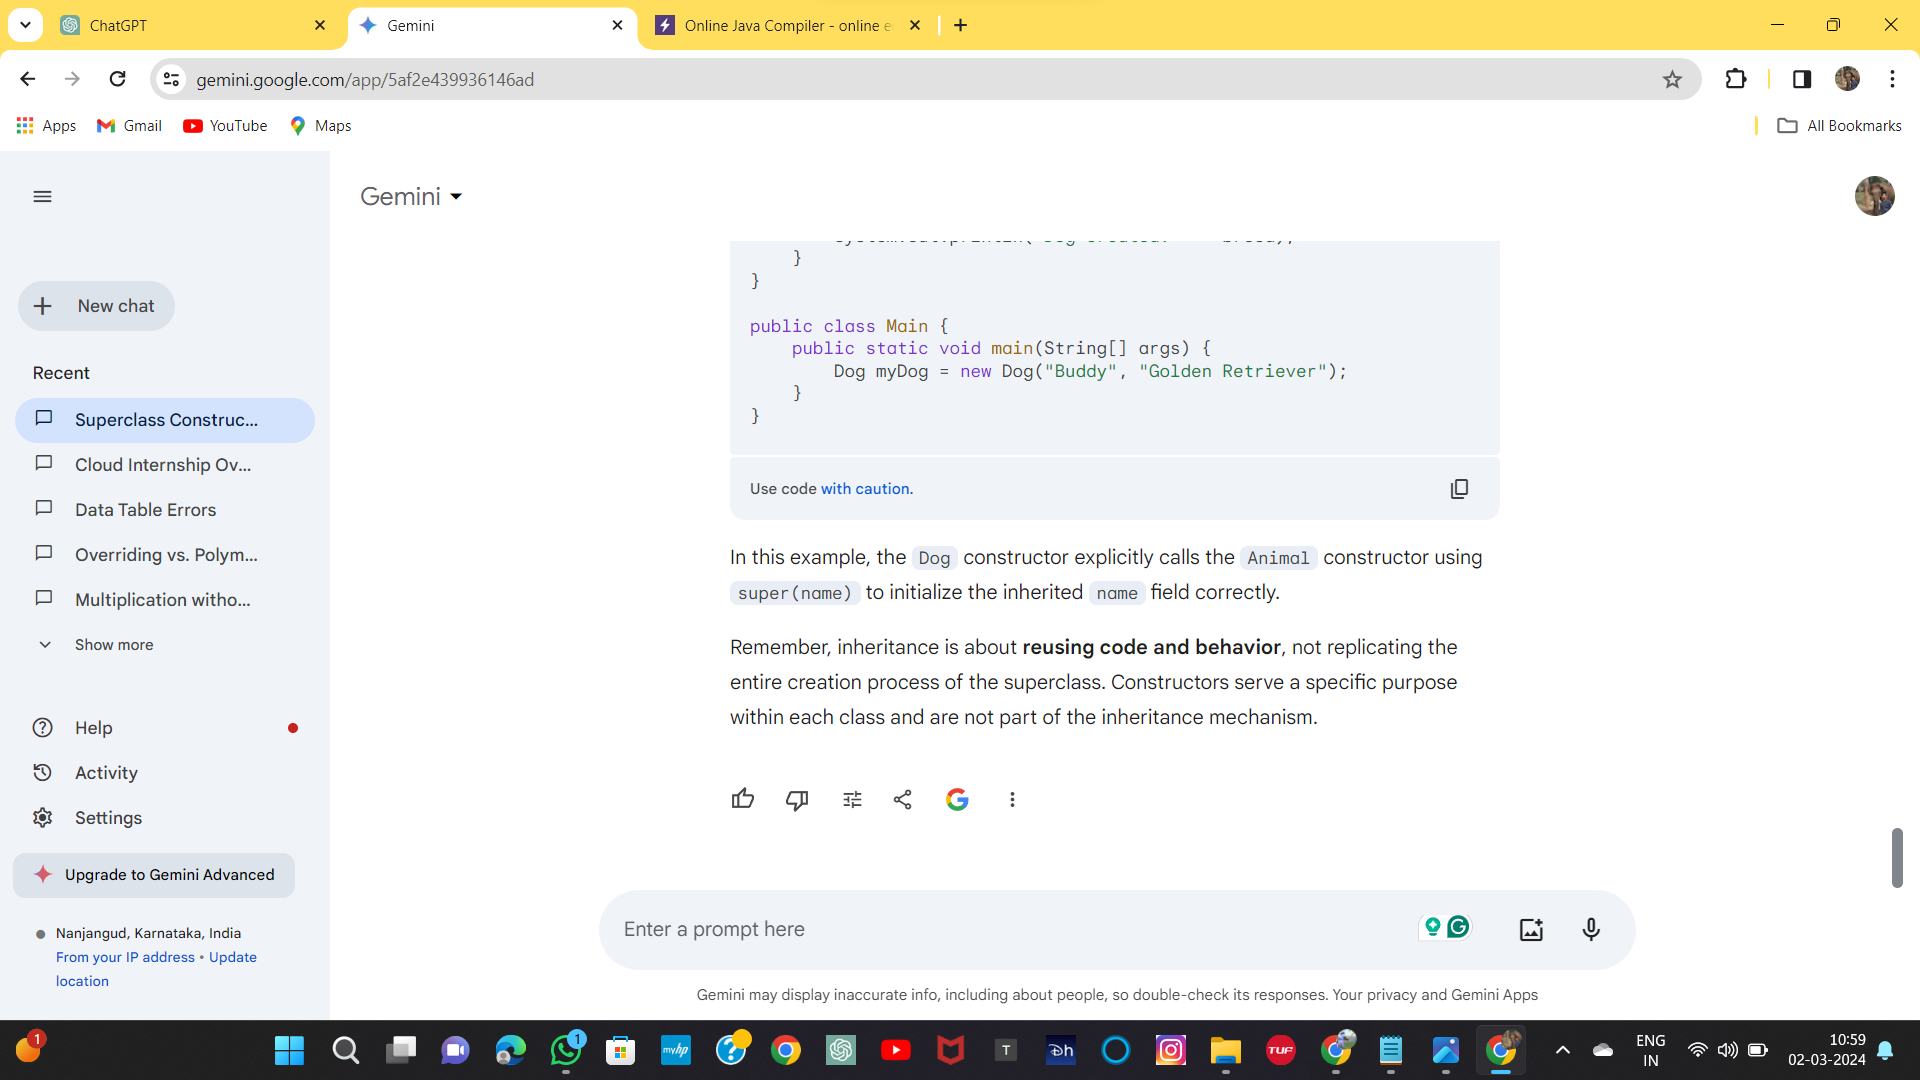 ChatGPT
Gemini
Online Java Compiler - online e
gemini.google.com/app/5af2e439936146ad
Apps
Gmail
YouTube
Maps
All Bookmarks
Gemini
New chat
Recent
Superclass Construc...
Cloud Internship Ov...
Data Table Errors
Overriding vs. Polym...
Multiplication witho...
Show more
Help
Activity
Settings
Upgrade to Gemini Advanced
Nanjangud, Karnataka, India
From your IP address • Update
location
}
}
public class Main {
public static void main(String[] args) {
Dog myDog = new Dog("Buddy", "Golden Retriever");
}
}
Use code with caution.
In this example, the Dog constructor explicitly calls the Animal constructor using
super(name) to initialize the inherited name field correctly.
Remember, inheritance is about reusing code and behavior, not replicating the
entire creation process of the superclass. Constructors serve a specific purpose
within each class and are not part of the inheritance mechanism.
Enter a prompt here
Gemini may display inaccurate info, including about people, so double-check its responses. Your privacy and Gemini Apps
1
1
myhp
T
Dh
TUF
ENG
IN
10:59
02-03-2024